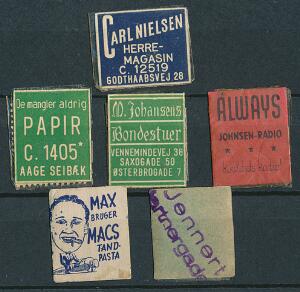 CARL NIELSEN
HERRE-
MAGASIN
C. 12519
GODTHAABSVEJ 28
De mangler aldrig
PAPIR
C. 1405*
AAGE SEIBÆK
W. Johansens
Bondestuer
VENNEMINDEVEJ 36
SAXOGADE 50
ØSTERBROGADE 7
ALWAYS
JOHNSEN-RADIO
* * *
MAX
BRUGER
MACS
TAND-
PASTA
Jennert